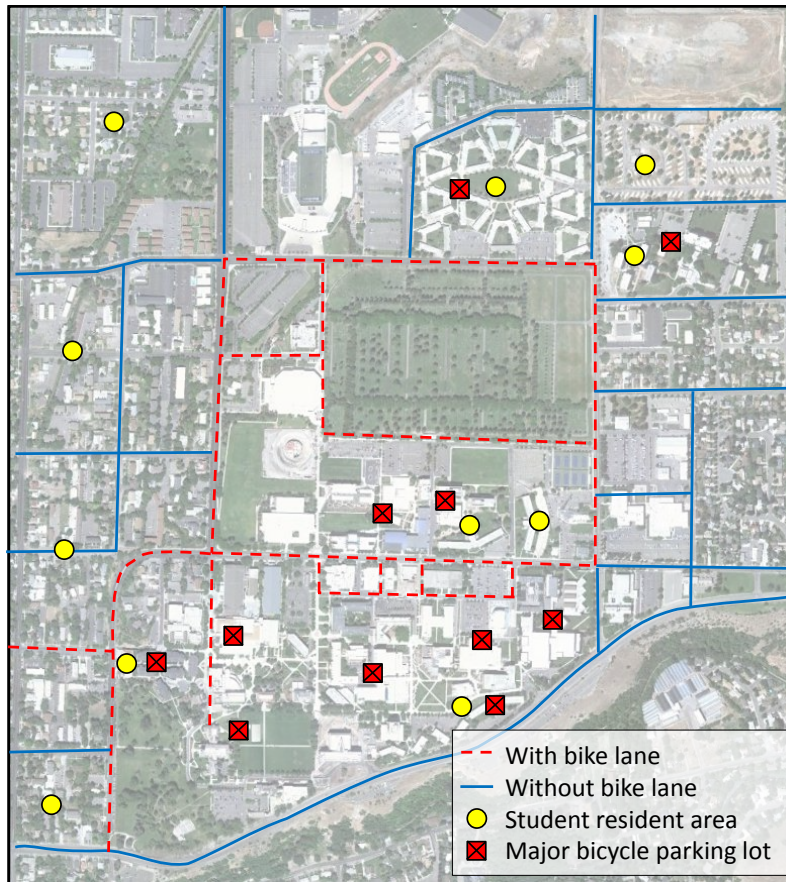 With bike lane
Without bike lane
Student resident area
Major bicycle parking lot